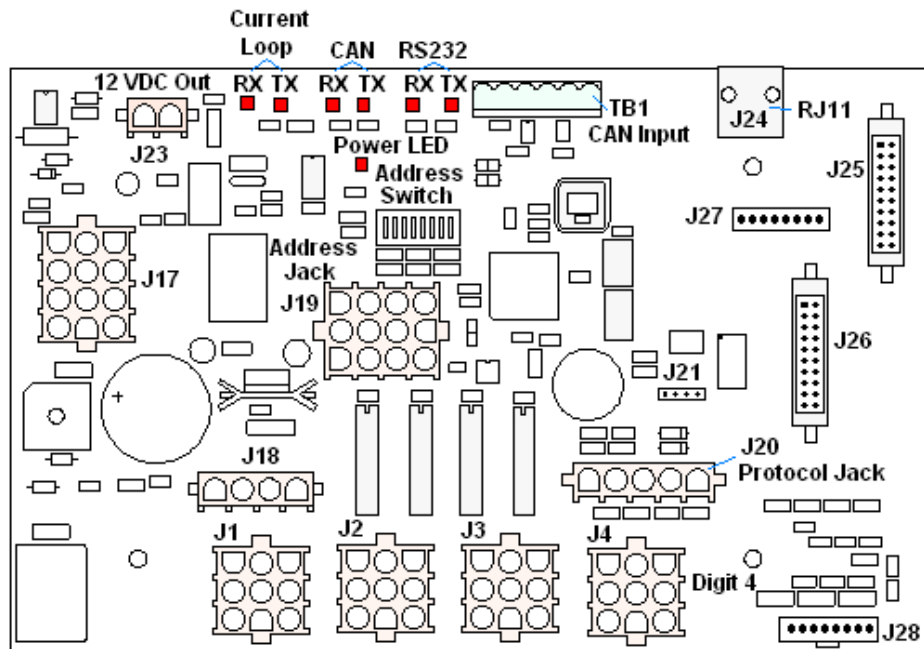 Current
Loop CAN RS232
12 VDC Out RX TX RX TX RX TX
TB1
CAN Input
J24 RJ11
J23
Power LED
J25
Address
Switch
J27
Address
Jack
J17
J19
J26
J21
+
J18
J20
Protocol Jack
J1 J2 J3 J4
Digit 4
J28